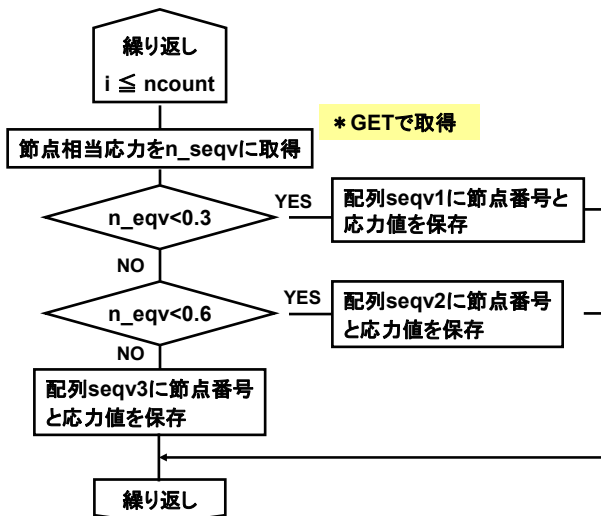 繰り返し
i ≦ ncount
＊GETで取得
節点相当応力をn_seqvに取得
n_eqv<0.3
YES
配列seqv1に節点番号と
応力値を保存
NO
n_eqv<0.6
YES
配列seqv2に節点番号
と応力値を保存
NO
配列seqv3に節点番号
と応力値を保存
繰り返し